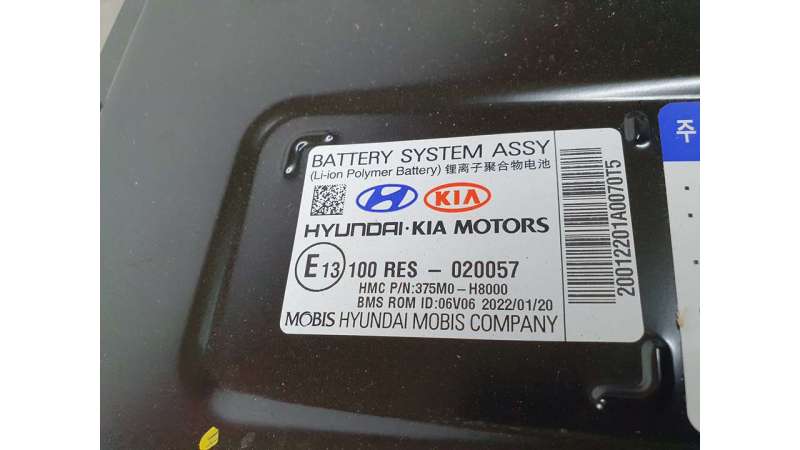 BATTERY SYSTEM ASSY
(Li-ion Polymer Battery) 锂离子聚合物电池
KIA
HYUNDAI·KIA MOTORS
E13 100 RES - 020057
HMC P/N:375M0-H8000
BMS ROM ID:06V06 2022/01/20
MOBIS HYUNDAI MOBIS COMPANY
20012201A0070T5
주